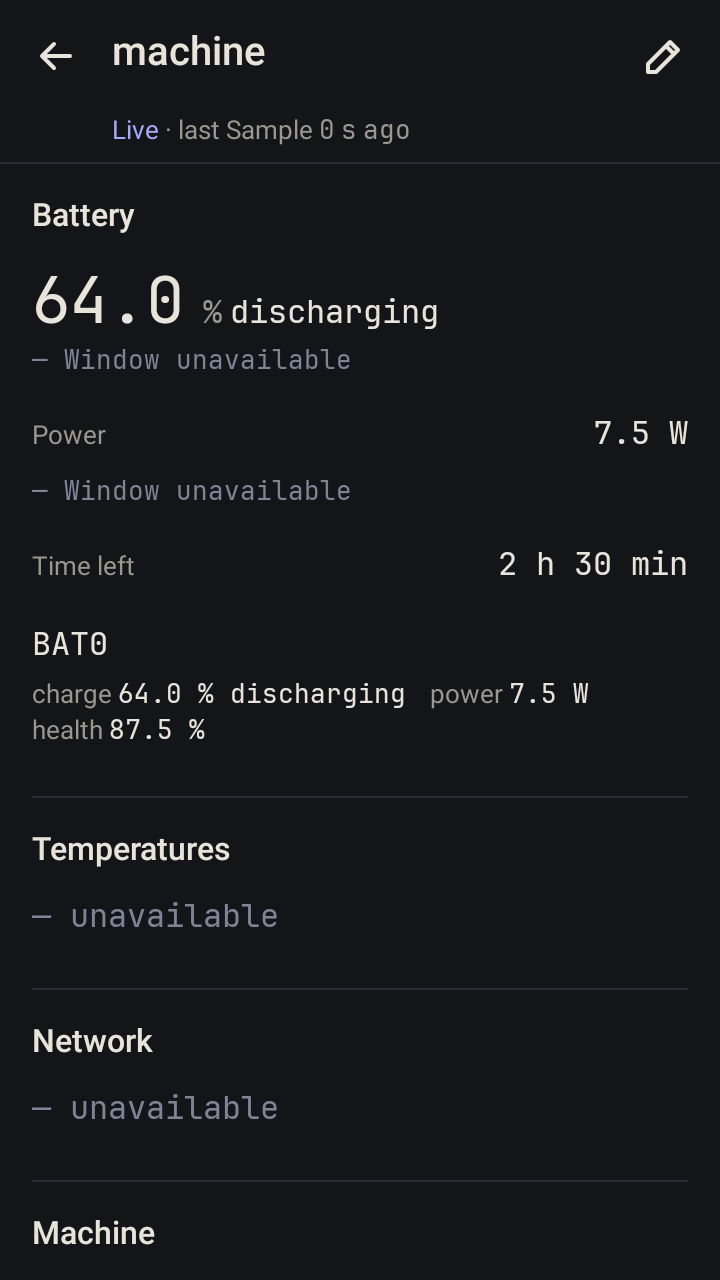 machine
Live · last Sample 0 s ago
Battery
64.0 % discharging
— Window unavailable
Power 7.5 W
— Window unavailable
Time left 2 h 30 min
BAT0
charge 64.0 % discharging power 7.5 W
health 87.5 %
Temperatures
— unavailable
Network
— unavailable
Machine